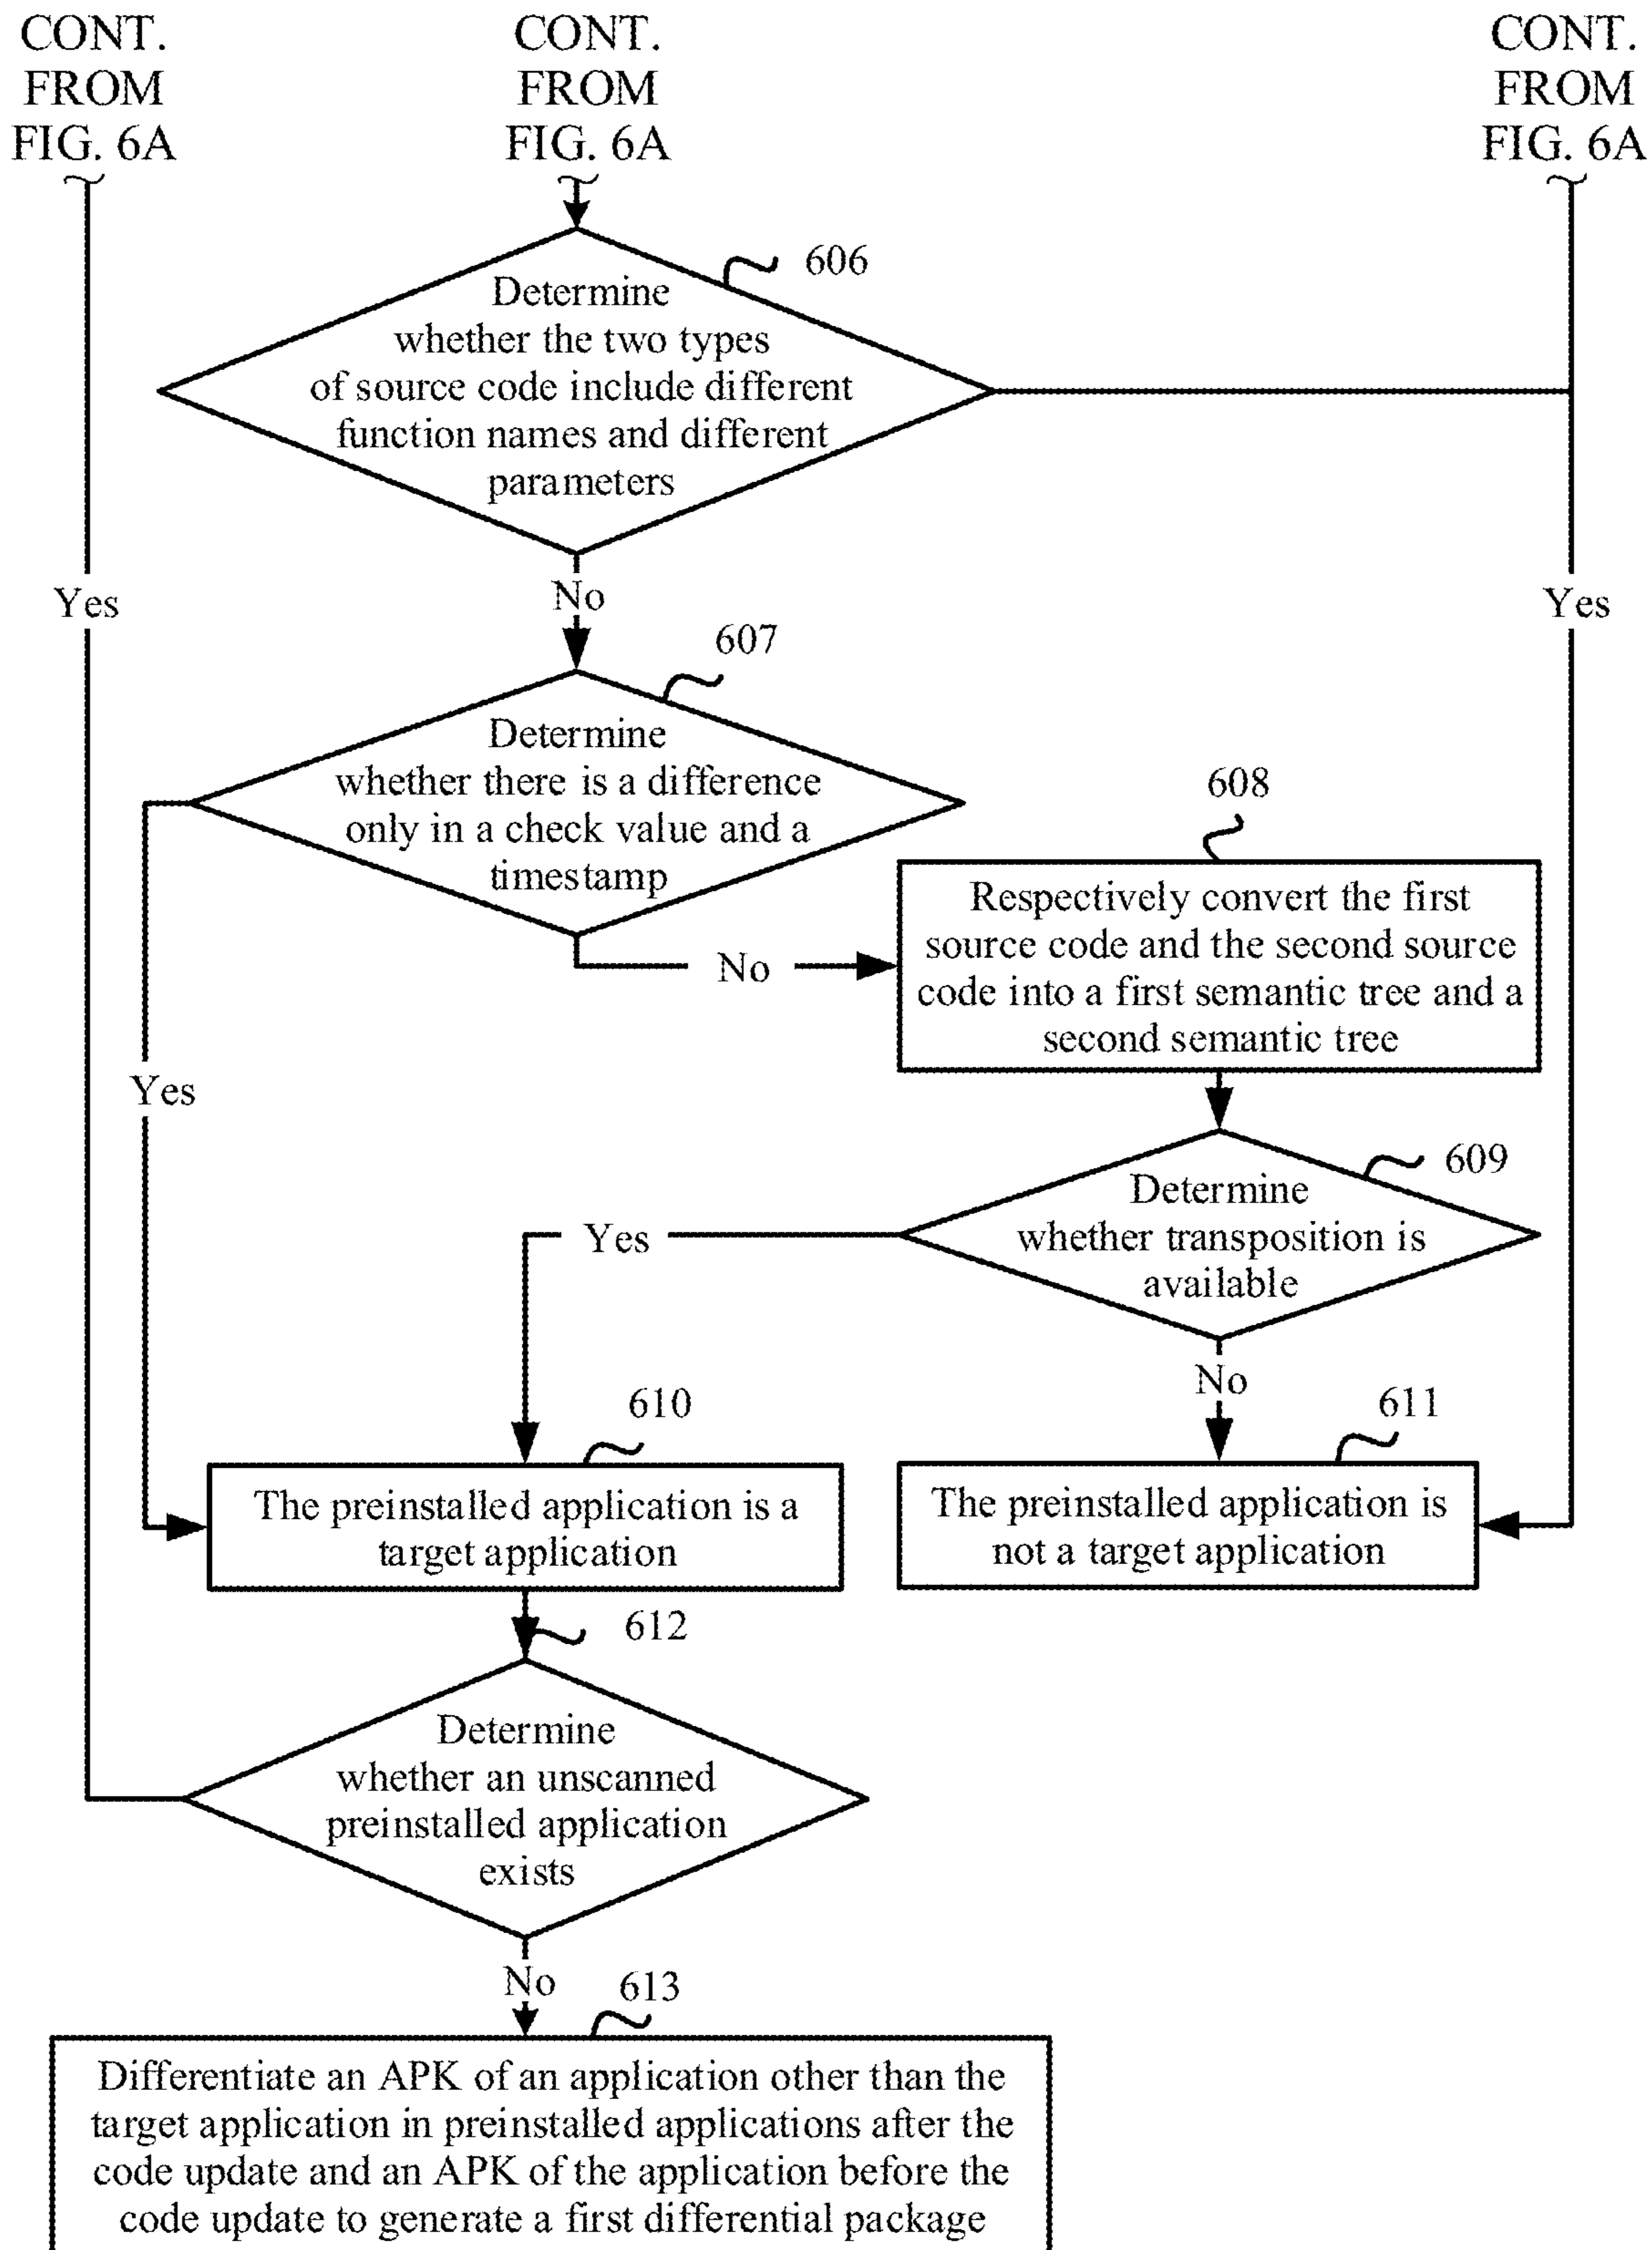 CONT.
FROM
FIG. 6A
CONT.
FROM
FIG. 6A
CONT.
FROM
FIG. 6A
606
Determine
whether the two types
of source code include different
function names and different
parameters
Yes
No
Yes
607
Determine
whether there is a difference
only in a check value and a
timestamp
608
Respectively convert the first
source code and the second source
code into a first semantic tree and a
second semantic tree
No
Yes
609
Determine
whether transposition is
available
Yes
No
610
The preinstalled application is a
target application
611
The preinstalled application is
not a target application
612
Determine
whether an unscanned
preinstalled application
exists
No
613
Differentiate an APK of an application other than the
target application in preinstalled applications after the
code update and an APK of the application before the
code update to generate a first differential package